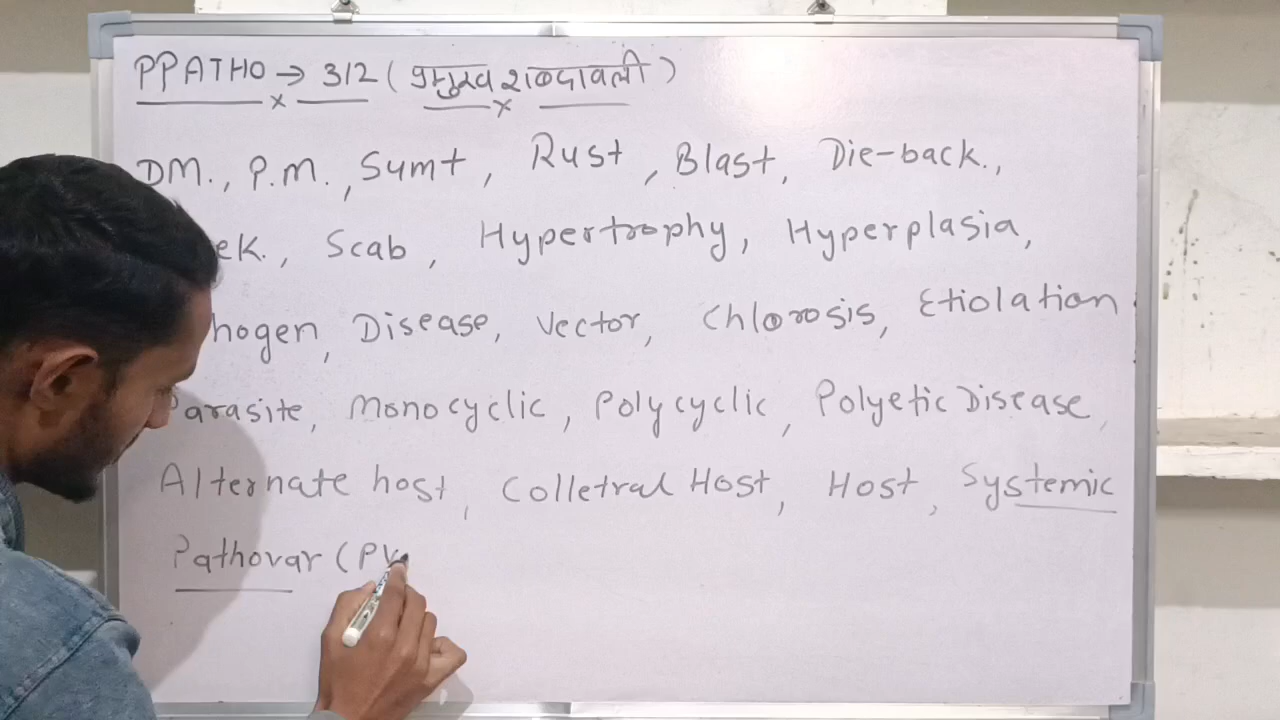 PPATHO → 312 (प्रमुख शब्दावली)
DM., P.M., Sumt, Rust, Blast, Die-back.,
ek., Scab, Hypertrophy, Hyperplasia,
hogen, Disease, Vector, Chlorosis, Etiolation
Parasite, Monocyclic, Polycyclic, Polyetic Disease,
Alternate host, Colletral Host, Host, Systemic
Pathovar (PV